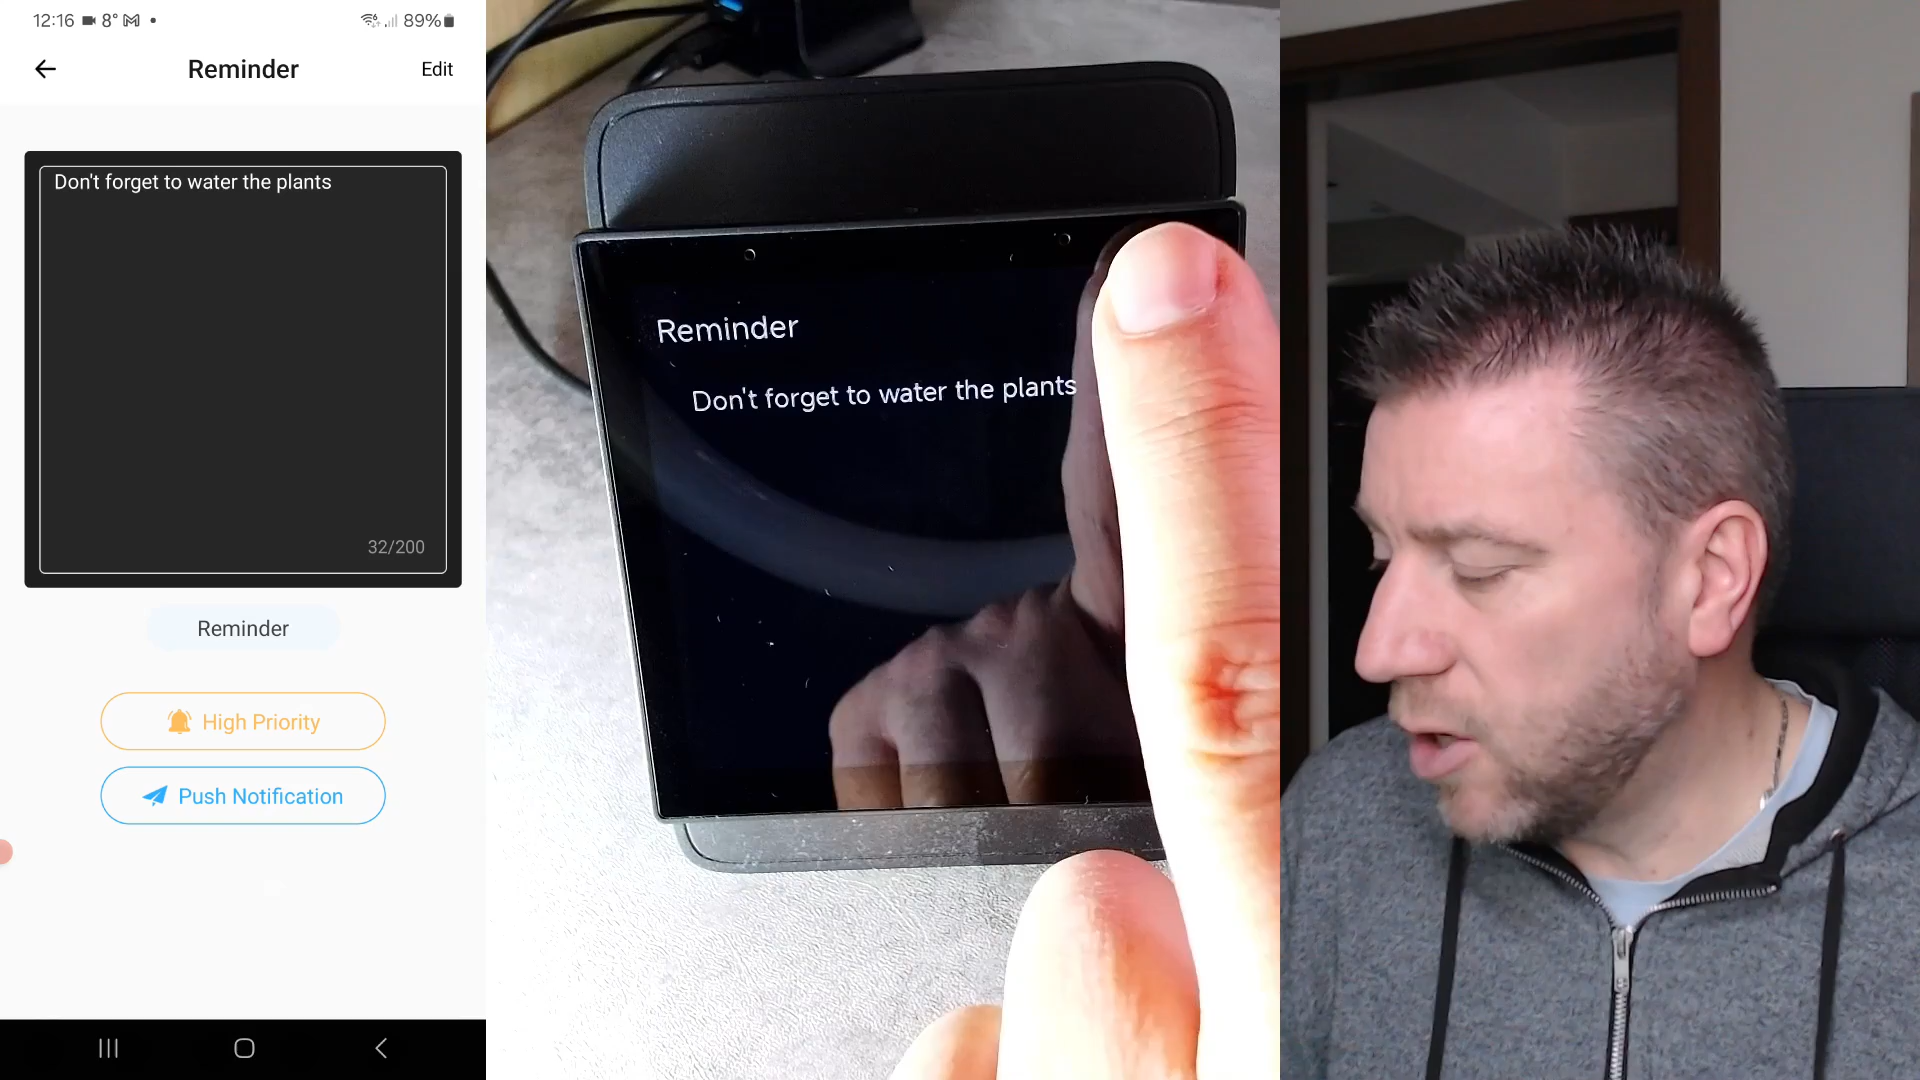 12:16 8° 89%
Reminder
Edit
Don't forget to water the plants
32/200
Reminder
High Priority
Push Notification
Reminder
Don't forget to water the plants